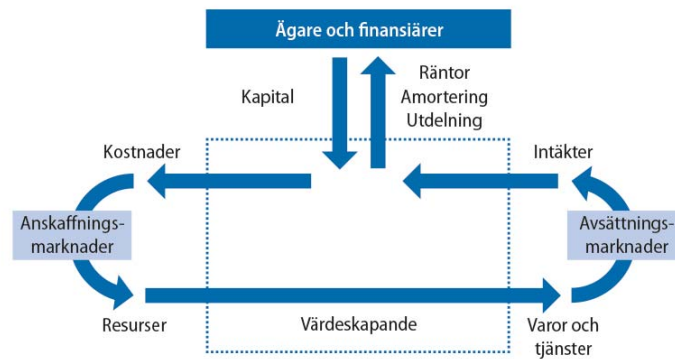 Ägare och finansiärer
Kapital
Räntor
Amortering
Utdelning
Kostnader
Intäkter
Anskaffnings-
marknader
Avsättnings-
marknader
Resurser
Värdeskapande
Varor och
tjänster